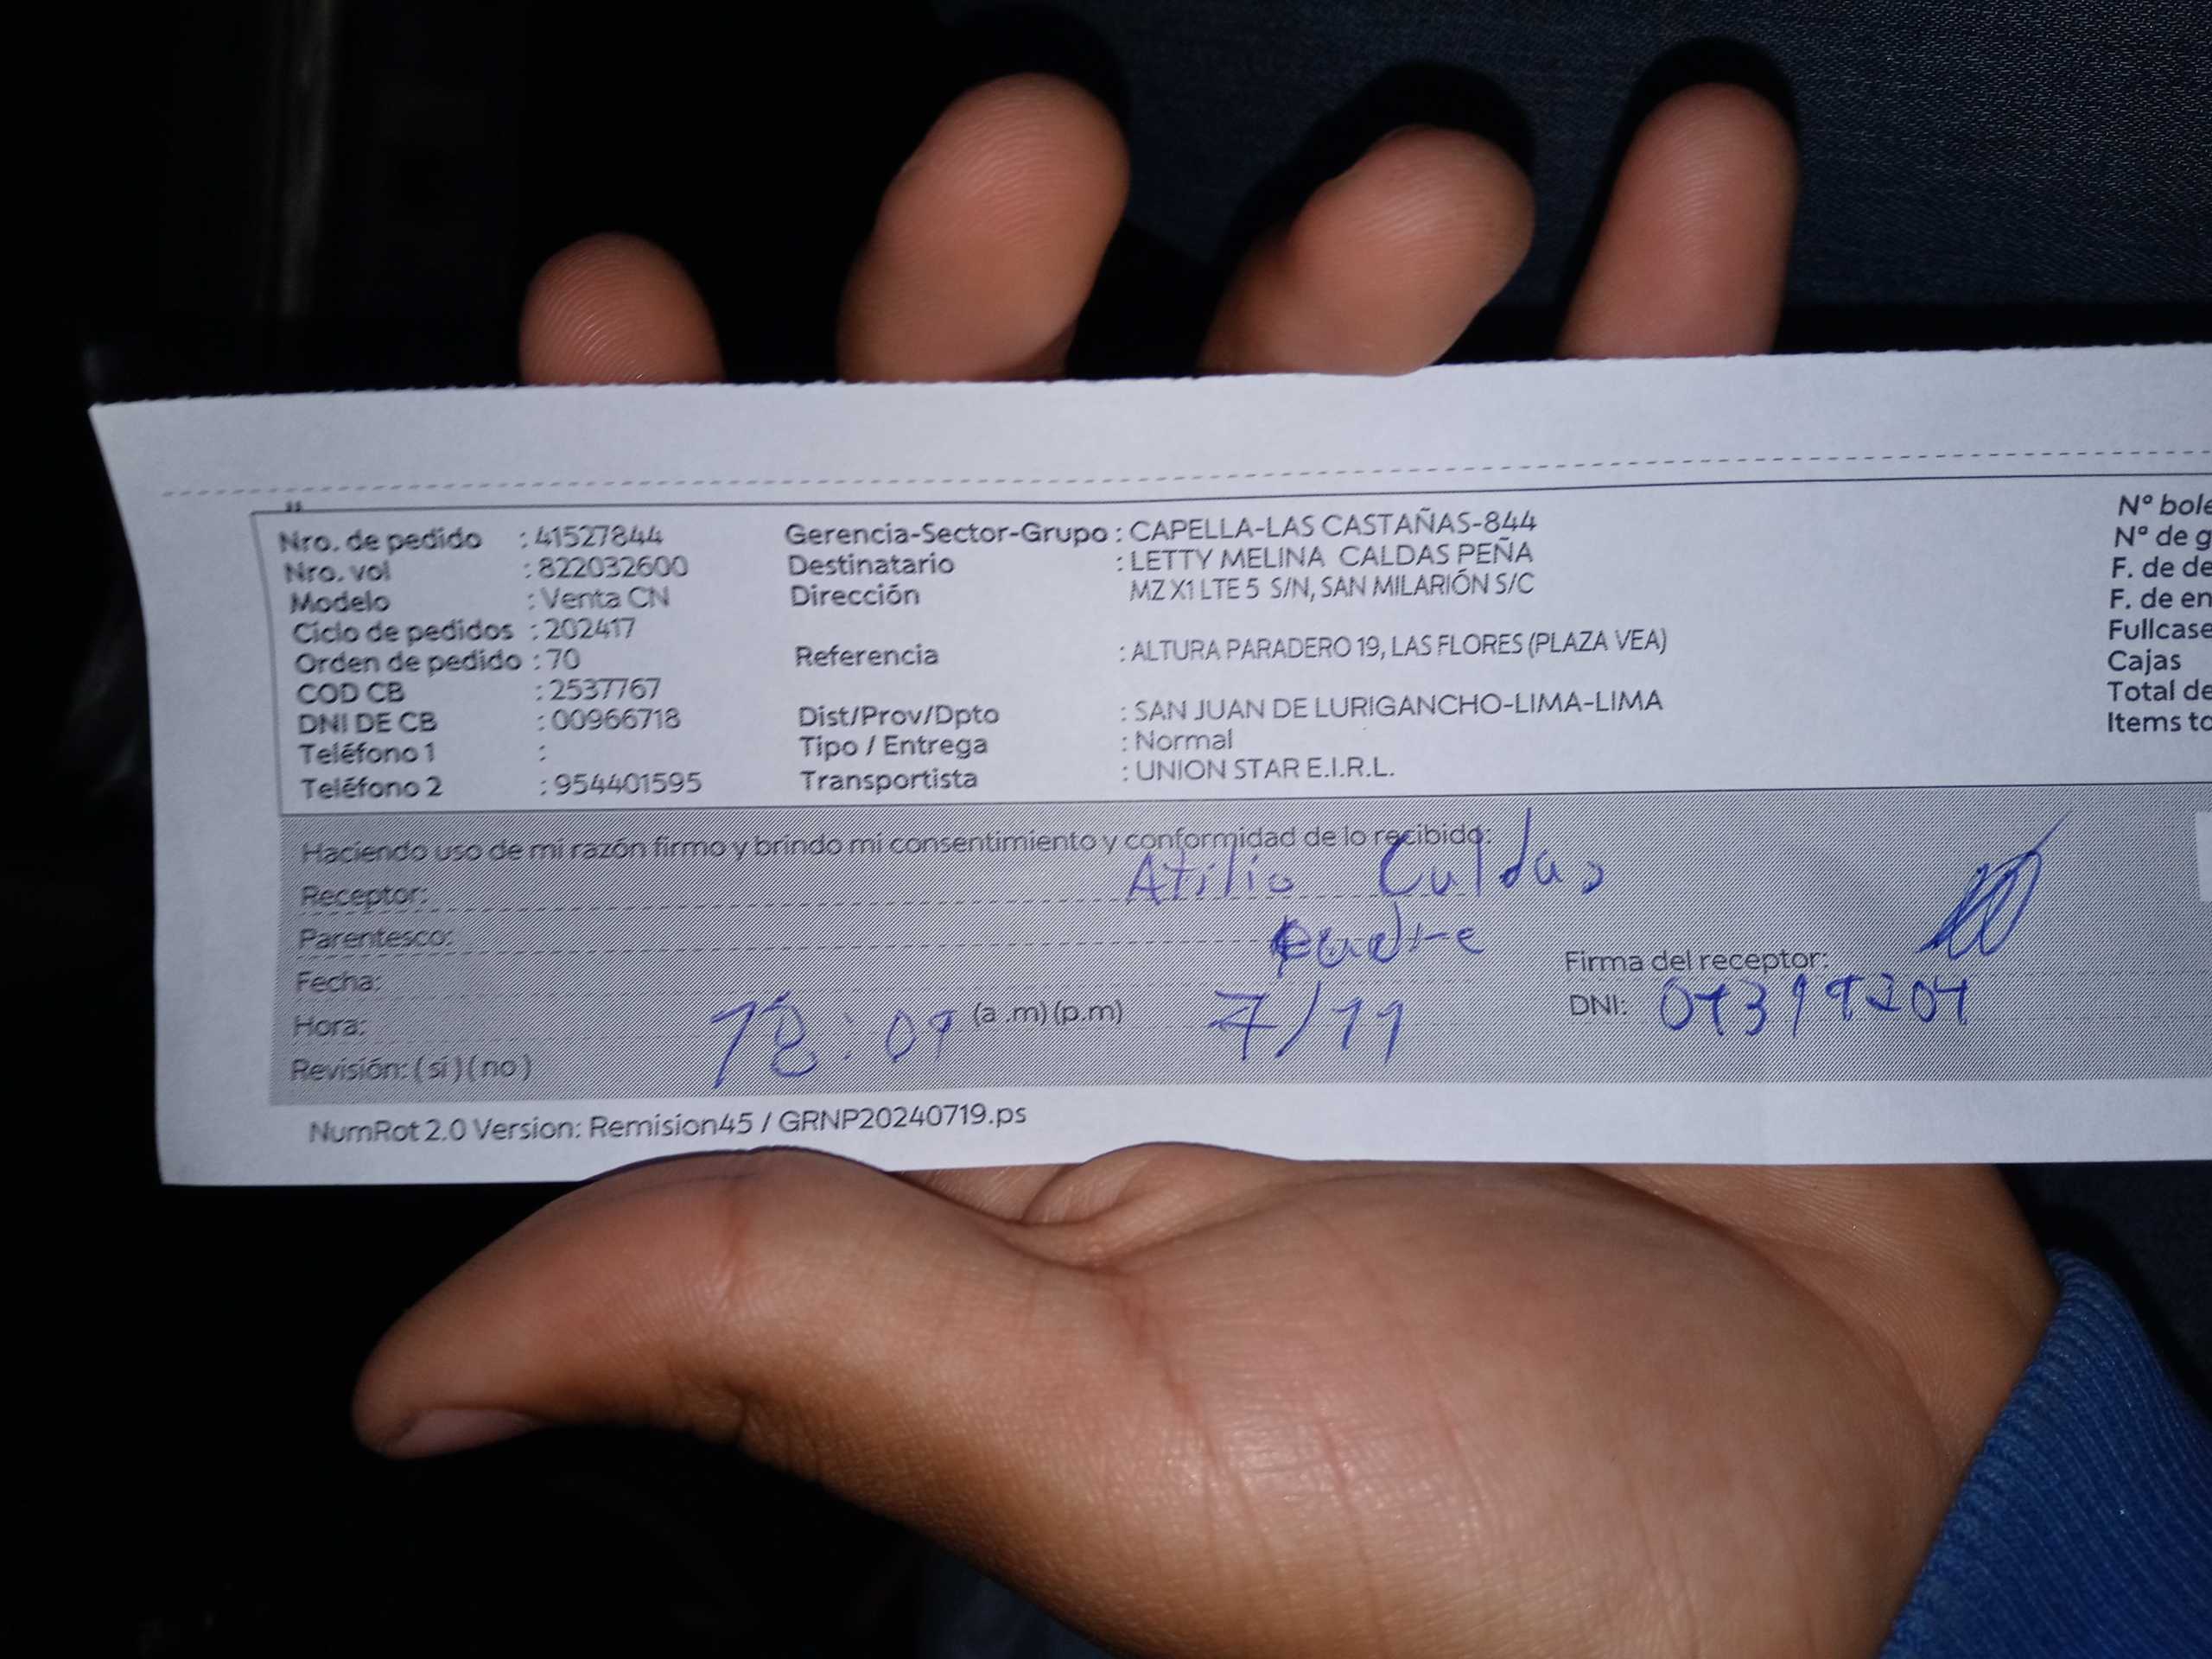 Nro. de pedido : 41527844
Nro. vol : 822032600
Modelo : Venta CN
Ciclo de pedidos : 202417
Orden de pedido : 70
COD CB : 2537767
DNI DE CB : 00966718
Teléfono 1 :
Teléfono 2 : 954401595
Gerencia-Sector-Grupo : CAPELLA-LAS CASTAÑAS-844
Destinatario : LETTY MELINA CALDAS PEÑA
Dirección MZ X1 LTE 5 S/N, SAN MILARIÓN S/C
Referencia : ALTURA PARADERO 19, LAS FLORES (PLAZA VEA)
Dist/Prov/Dpto : SAN JUAN DE LURIGANCHO-LIMA-LIMA
Tipo / Entrega : Normal
Transportista : UNION STAR E.I.R.L.
Nº bole
Nº de g
F. de de
F. de en
Fullcase
Cajas
Total de
Items to
Haciendo uso de mi razón firmo y brindo mi consentimiento y conformidad de lo recibido:
Receptor: Atilio Caldas
Parentesco: Padre
Fecha:
Firma del receptor:
Hora: 18:09 (a .m) (p.m) 7/11
DNI:
Revisión: ( si ) ( no )
NumRot 2.0 Version: Remision45 / GRNP20240719.ps